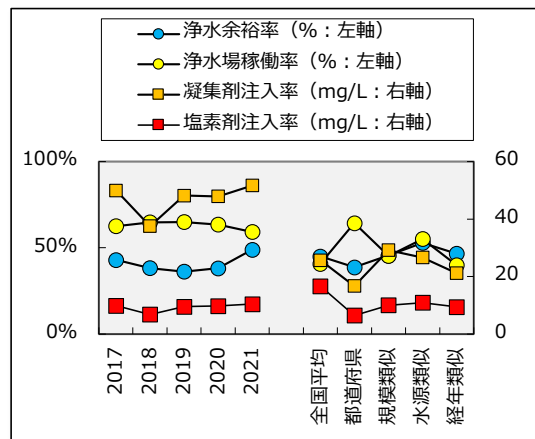 浄水余裕率（%：左軸）
浄水場稼働率（%：左軸）
凝集剤注入率（mg/L：右軸）
塩素剤注入率（mg/L：右軸）
100%
50%
0%
60
40
20
0
2017
2018
2019
2020
2021
全国平均
都道府県
規模類似
水源類似
経年類似